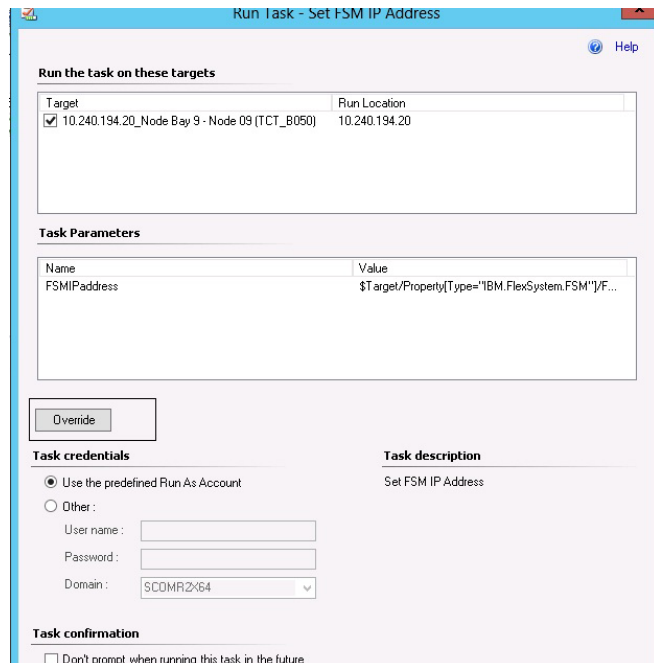 Run Task - Set FSM IP Address
Help
Run the task on these targets
Target Run Location
10.240.194.20_Node Bay 9 - Node 09 (TCT_B050) 10.240.194.20
Task Parameters
Name Value
FSMIPaddress $Target/Property[Type="IBM.FlexSystem.FSM"]/F...
Override
Task credentials Task description
Use the predefined Run As Account Set FSM IP Address
Other :
User name :
Password :
Domain : SCOMR2X64
Task confirmation
Don't prompt when running this task in the future